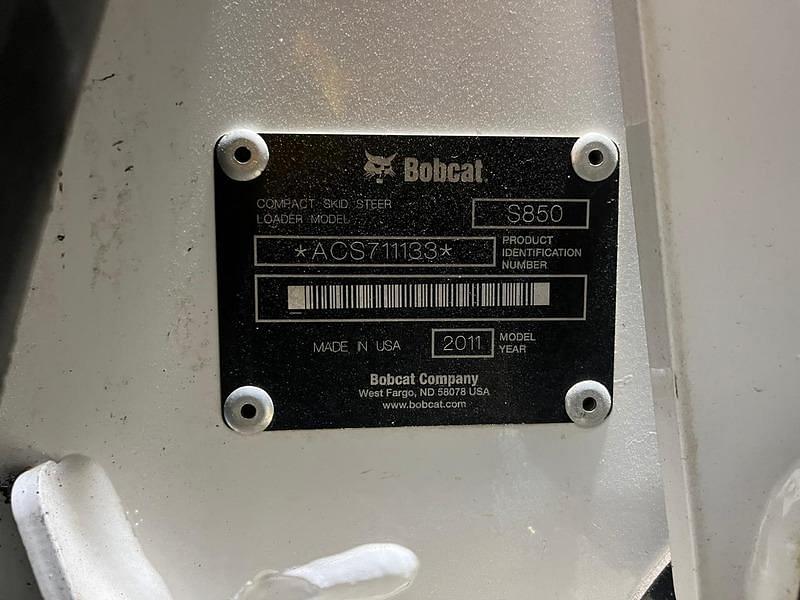 Bobcat
COMPACT SKID STEER
LOADER MODEL
S850
*ACS711133*
PRODUCT
IDENTIFICATION
NUMBER
MADE IN USA
2011
MODEL
YEAR
Bobcat Company
West Fargo, ND 58078 USA
www.bobcat.com